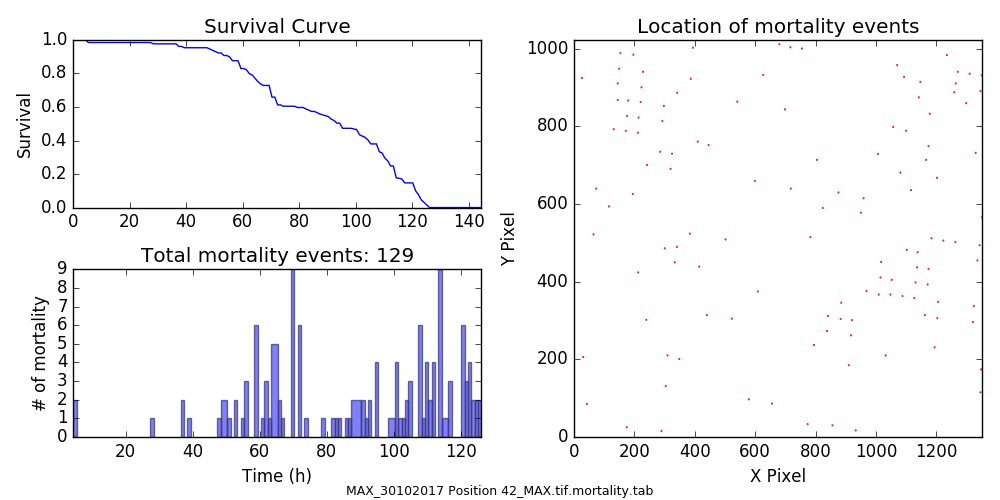 Survival Curve
1.0
0.8
0.6
0.4
0.2
0.0
Survival
0 20 40 60 80 100 120 140
Total mortality events: 129
9
8
7
6
5
4
3
2
1
0
# of mortality
20 40 60 80 100 120
Time (h)
Location of mortality events
1000
800
600
400
200
0
Y Pixel
0 200 400 600 800 1000 1200
X Pixel
MAX_30102017 Position 42_MAX.tif.mortality.tab